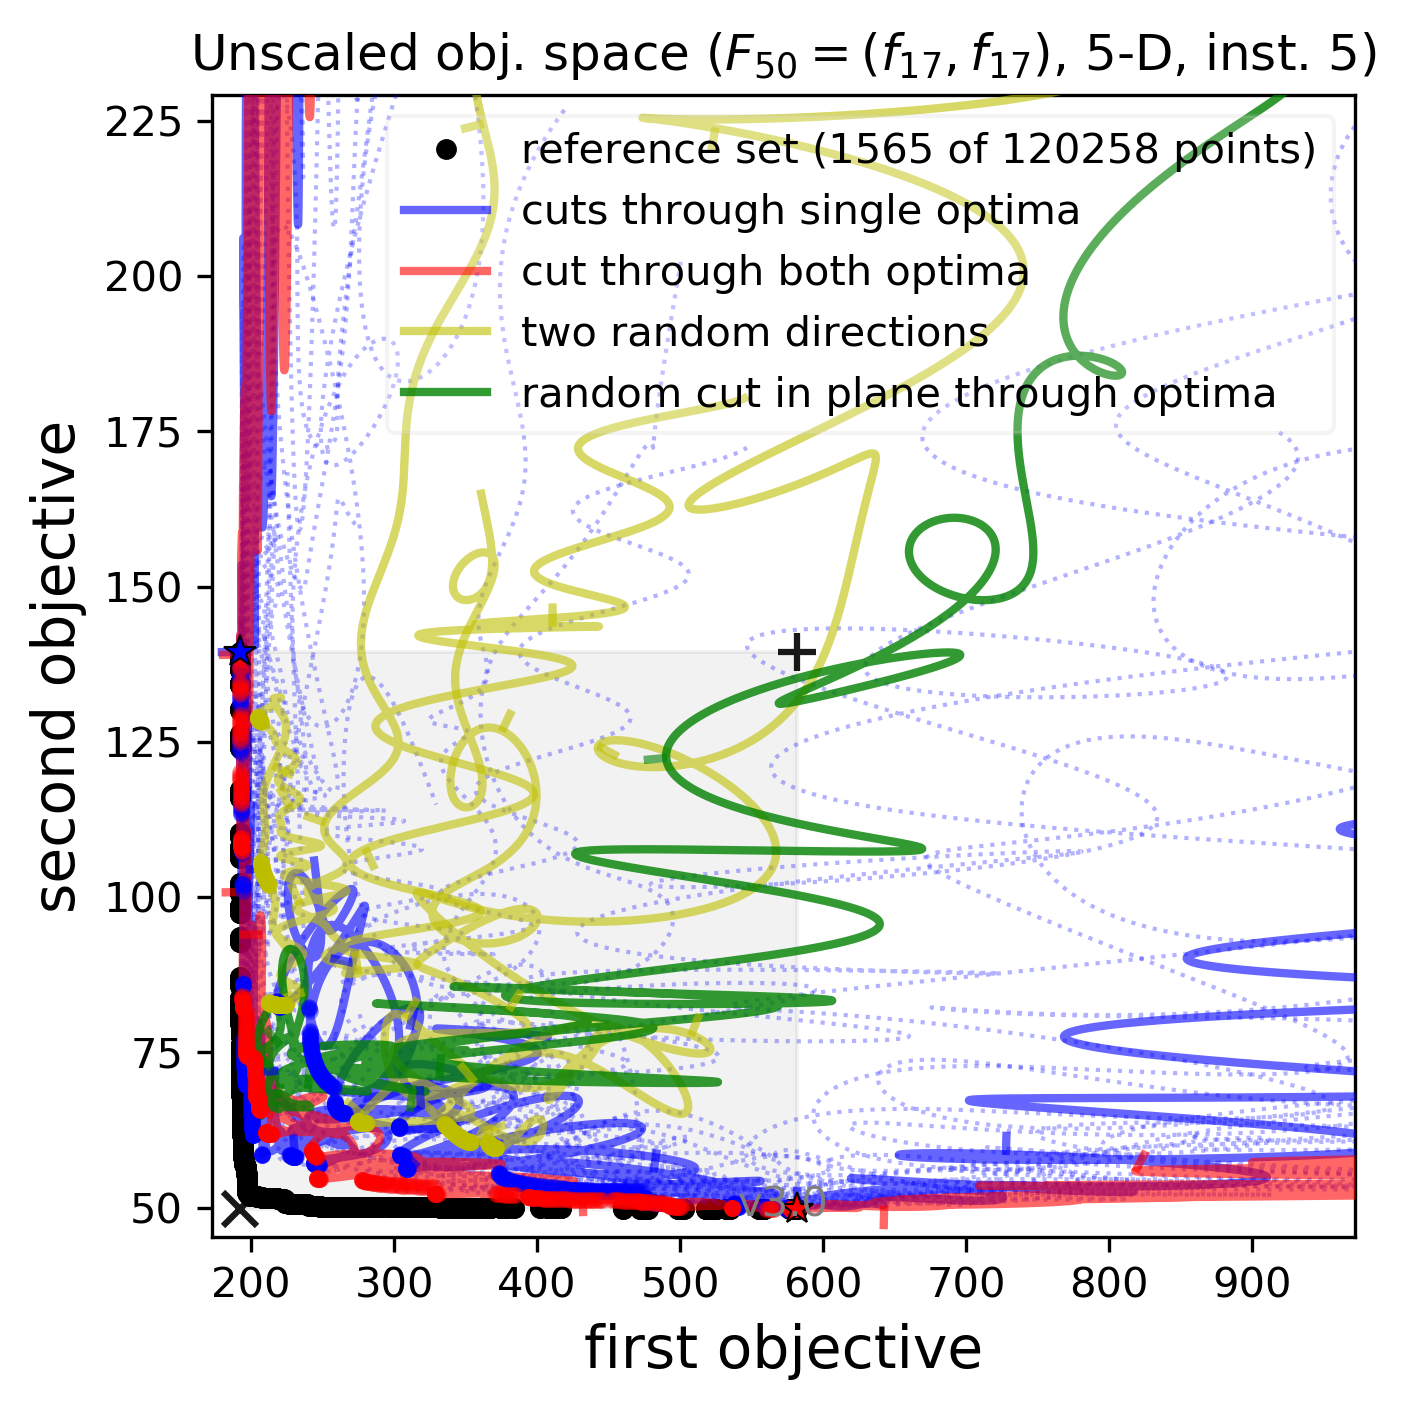 Unscaled obj. space (F₅₀ = (f₁₇, f₁₇), 5-D, inst. 5)
225
200
175
150
125
100
75
50
second objective
reference set (1565 of 120258 points)
cuts through single optima
cut through both optima
two random directions
random cut in plane through optima
v3.0
200 300 400 500 600 700 800 900
first objective